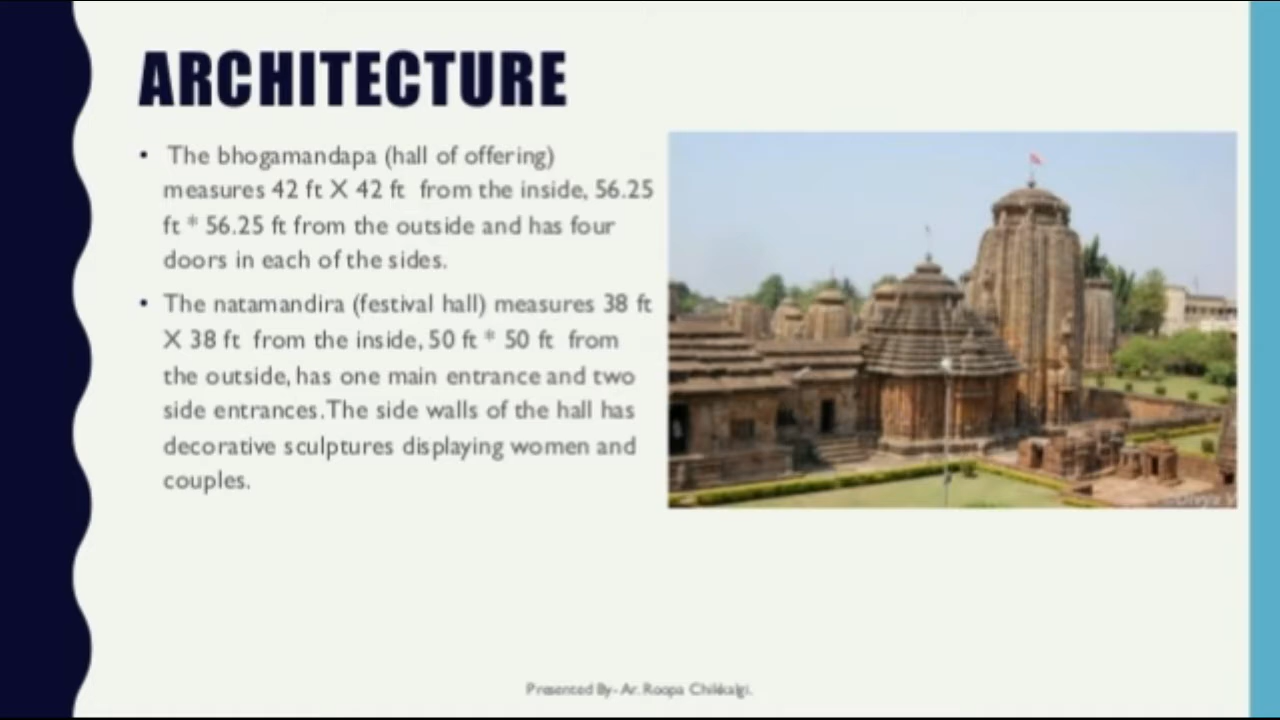 ARCHITECTURE
• The bhogamandapa (hall of offering)
measures 42 ft X 42 ft from the inside, 56.25
ft * 56.25 ft from the outside and has four
doors in each of the sides.
• The natamandira (festival hall) measures 38 ft
X 38 ft from the inside, 50 ft * 50 ft from
the outside, has one main entrance and two
side entrances.The side walls of the hall has
decorative sculptures displaying women and
couples.
Presented By- Ar. Roopa Chikkalgi.